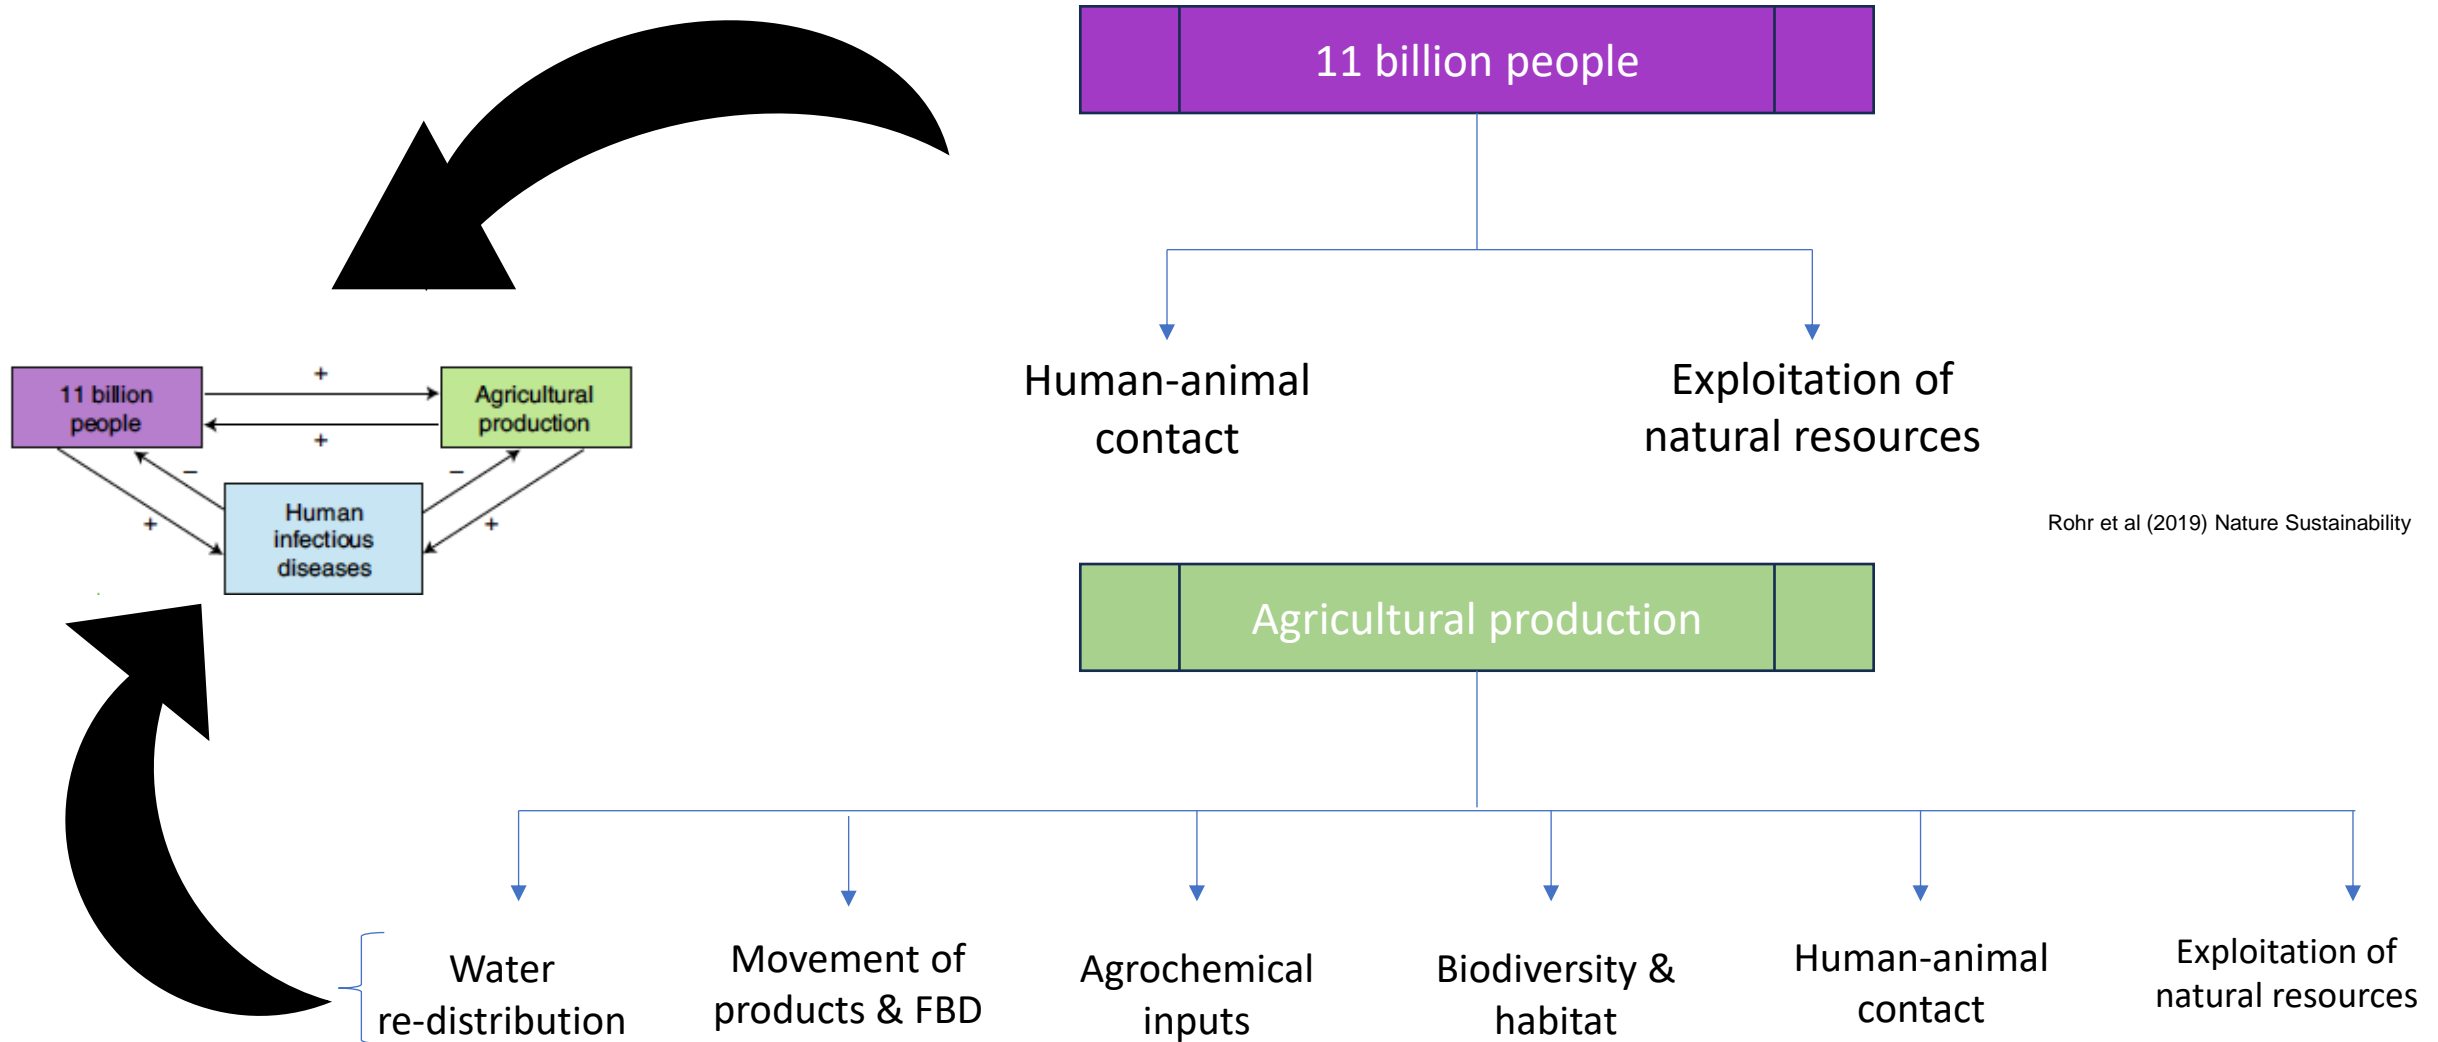 11 billion people
Human-animal
contact
Exploitation of
natural resources
11 billion
people
+
+
Agricultural
production
–
–
+
+
Human
infectious
diseases
Rohr et al (2019) Nature Sustainability
Agricultural production
Water
re-distribution
Movement of
products & FBD
Agrochemical
inputs
Biodiversity &
habitat
Human-animal
contact
Exploitation of
natural resources